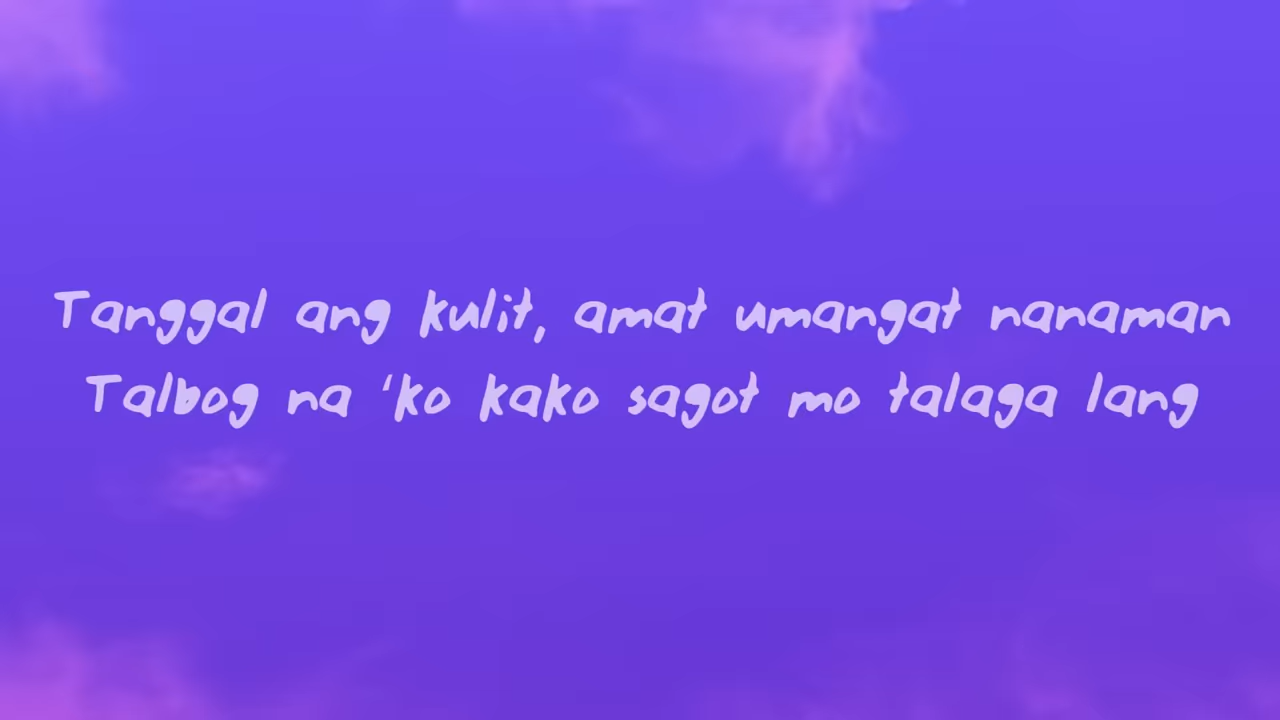 Tanggal ang kulit, amat umangat nanaman
Talbog na ‘ko kako sagot mo talaga lang